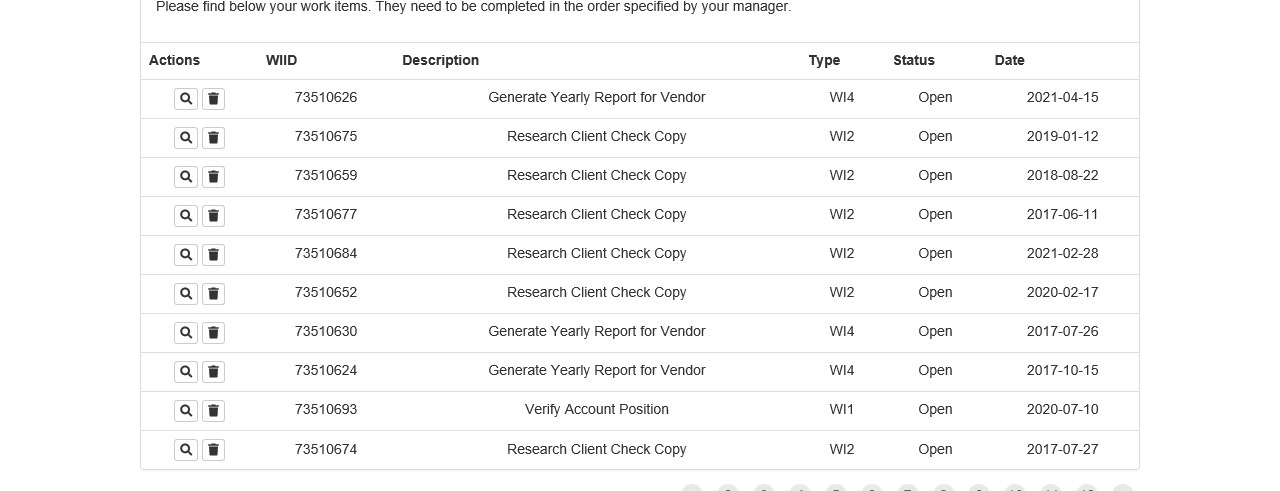 Please find below your work items. They need to be completed in the order specified by your manager.
Actions WIID Description Type Status Date
73510626 Generate Yearly Report for Vendor WI4 Open 2021-04-15
73510675 Research Client Check Copy WI2 Open 2019-01-12
73510659 Research Client Check Copy WI2 Open 2018-08-22
73510677 Research Client Check Copy WI2 Open 2017-06-11
73510684 Research Client Check Copy WI2 Open 2021-02-28
73510652 Research Client Check Copy WI2 Open 2020-02-17
73510630 Generate Yearly Report for Vendor WI4 Open 2017-07-26
73510624 Generate Yearly Report for Vendor WI4 Open 2017-10-15
73510693 Verify Account Position WI1 Open 2020-07-10
73510674 Research Client Check Copy WI2 Open 2017-07-27